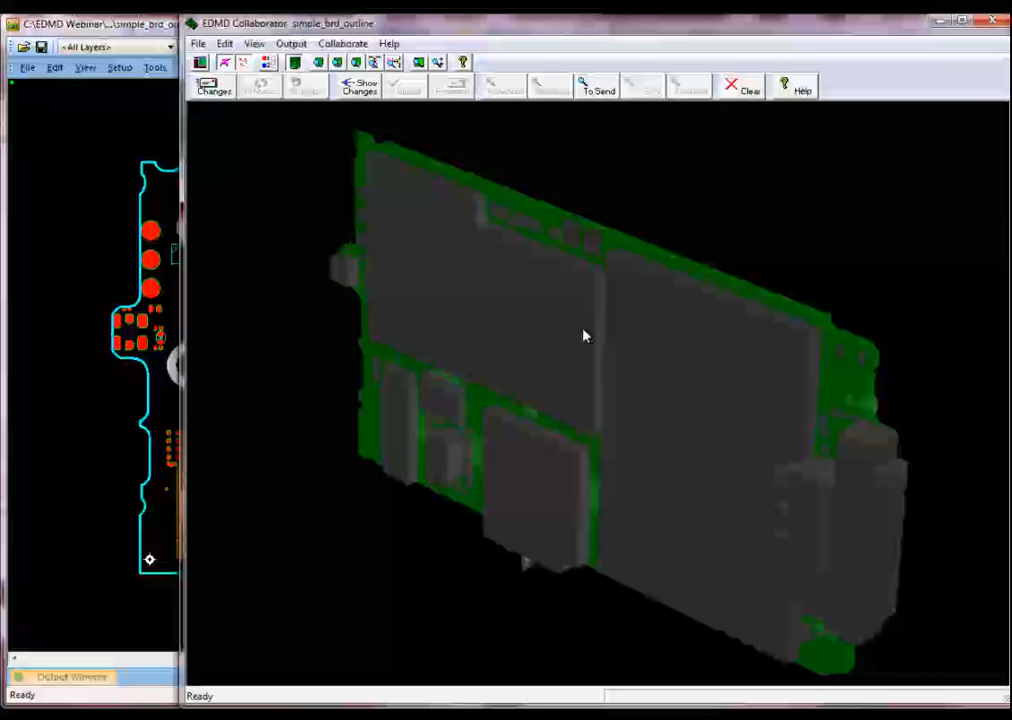 C:\EDMD Webinar\...\simple_brd_ou
<All Layers>
File Edit View Setup Tools
Output Window
Ready
EDMD Collaborator simple_brd_outline
File Edit View Output Collaborate Help
Changes
Show Changes
To Send
Clear
Help
Ready